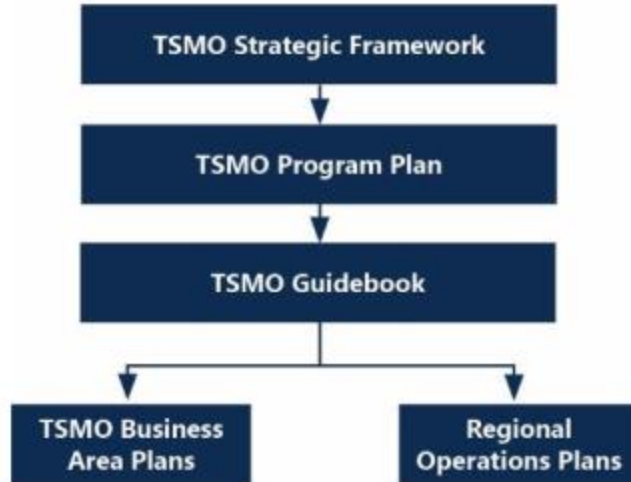 TSMO Strategic Framework
TSMO Program Plan
TSMO Guidebook
TSMO Business
Area Plans
Regional
Operations Plans